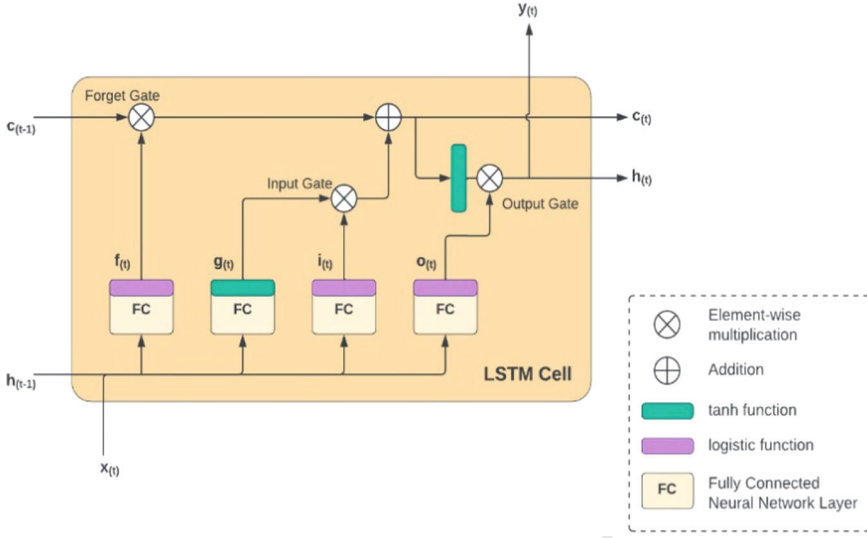 y(t)
Forget Gate
c(t-1)
c(t)
h(t)
Input Gate
Output Gate
f(t)
g(t)
i(t)
o(t)
FC
FC
FC
FC
h(t-1)
LSTM Cell
x(t)
Element-wise
multiplication
Addition
tanh function
logistic function
FC
Fully Connected
Neural Network Layer